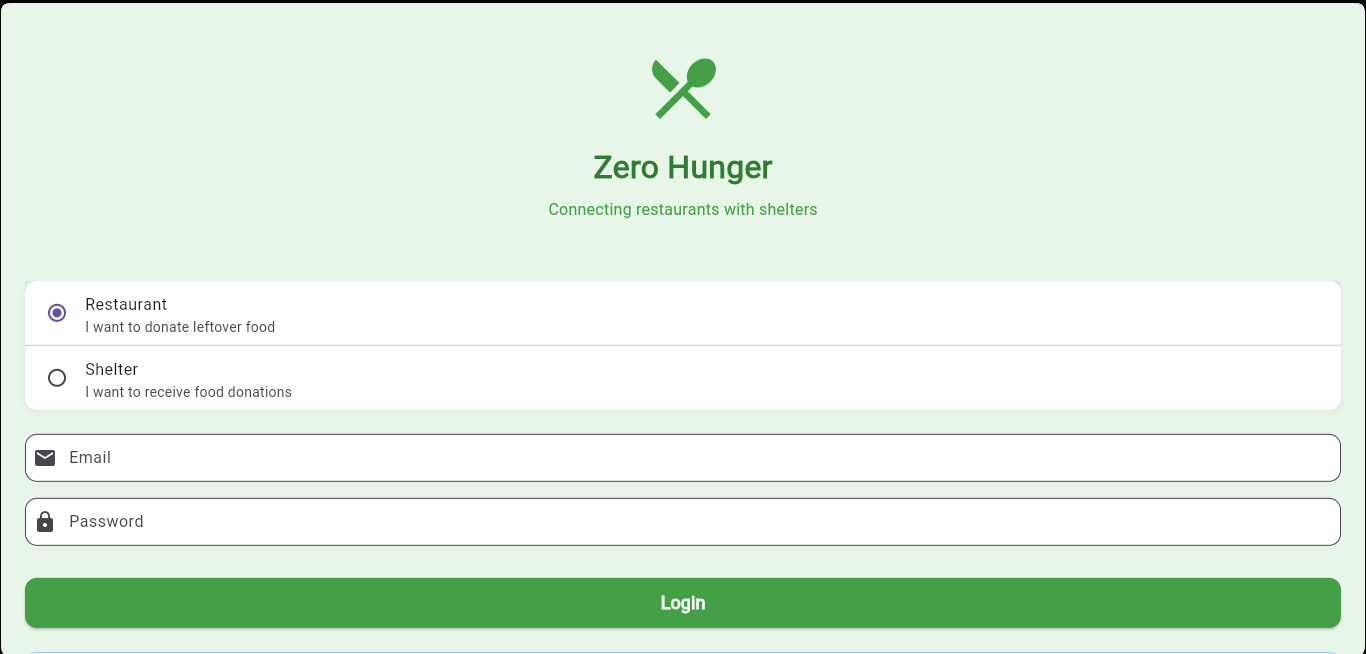 Zero Hunger
Connecting restaurants with shelters
Restaurant
I want to donate leftover food
Shelter
I want to receive food donations
Email
Password
Login